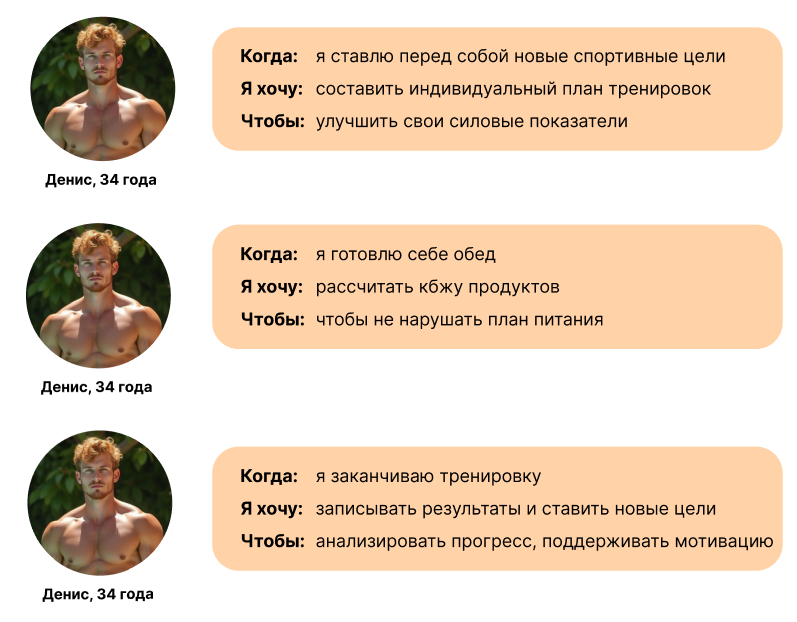 Когда: я ставлю перед собой новые спортивные цели
Я хочу: составить индивидуальный план тренировок
Чтобы: улучшить свои силовые показатели
Денис, 34 года
Когда: я готовлю себе обед
Я хочу: рассчитать кбжу продуктов
Чтобы: чтобы не нарушать план питания
Денис, 34 года
Когда: я заканчиваю тренировку
Я хочу: записывать результаты и ставить новые цели
Чтобы: анализировать прогресс, поддерживать мотивацию
Денис, 34 года